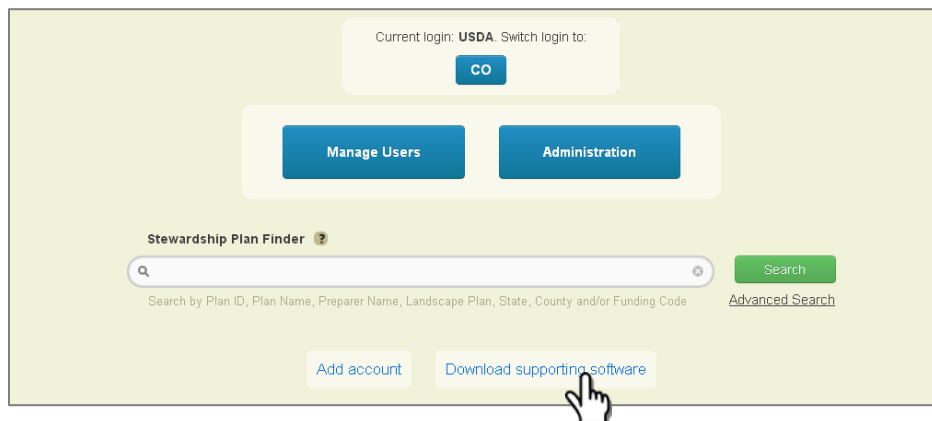 Current login: USDA. Switch login to:
CO
Manage Users
Administration
Stewardship Plan Finder ?
Search
Search by Plan ID, Plan Name, Preparer Name, Landscape Plan, State, County and/or Funding Code
Advanced Search
Add account
Download supporting software